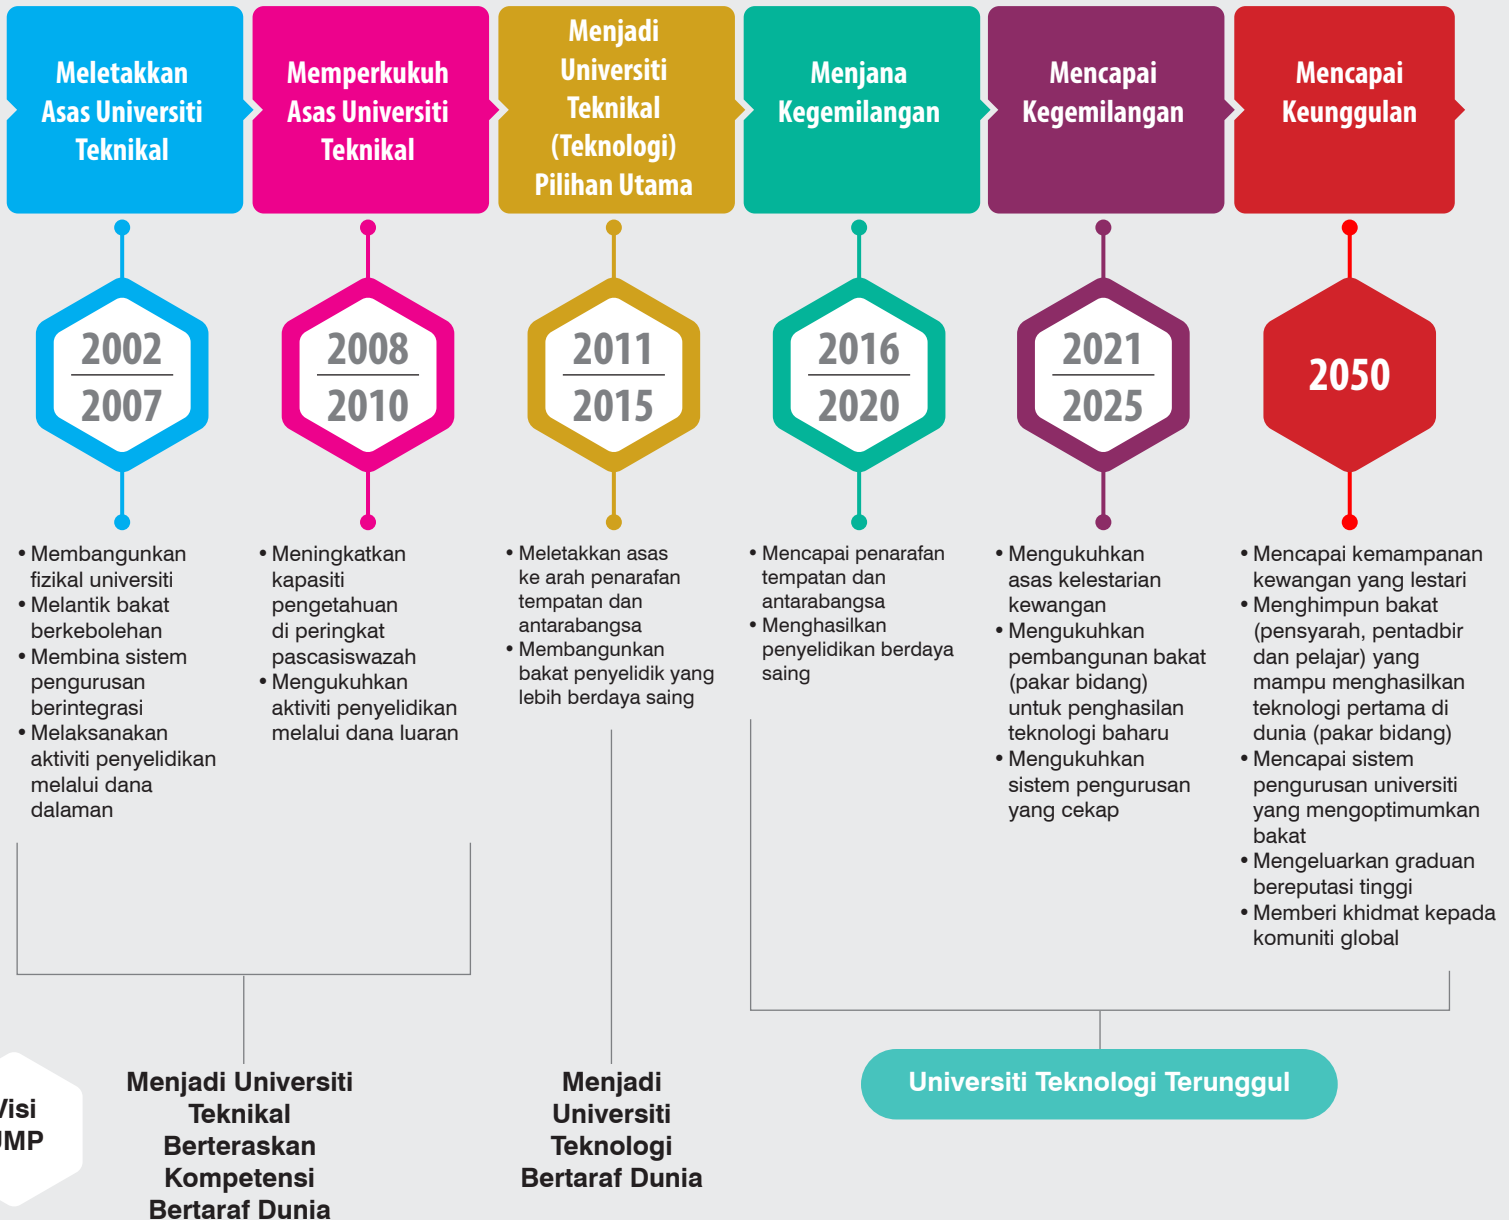 Meletakkan
Asas Universiti
Teknikal
Memperkukuh
Asas Universiti
Teknikal
Menjadi
Universiti
Teknikal
(Teknologi)
Pilihan Utama
Menjana
Kegemilangan
Mencapai
Kegemilangan
Mencapai
Keunggulan
2002
2007
2008
2010
2011
2015
2016
2020
2021
2025
2050
• Membangunkan
fizikal universiti
• Melantik bakat
berkebolehan
• Membina sistem
pengurusan
berintegrasi
• Melaksanakan
aktiviti penyelidikan
melalui dana
dalaman
• Meningkatkan
kapasiti
pengetahuan
di peringkat
pascasiswazah
• Mengukuhkan
aktiviti penyelidikan
melalui dana luaran
• Meletakkan asas
ke arah penarafan
tempatan dan
antarabangsa
• Membangunkan
bakat penyelidik yang
lebih berdaya saing
• Mencapai penarafan
tempatan dan
antarabangsa
• Menghasilkan
penyelidikan berdaya
saing
• Mengukuhkan
asas kelestarian
kewangan
• Mengukuhkan
pembangunan bakat
(pakar bidang)
untuk penghasilan
teknologi baharu
• Mengukuhkan
sistem pengurusan
yang cekap
• Mencapai kemampanan
kewangan yang lestari
• Menghimpun bakat
(pensyarah, pentadbir
dan pelajar) yang
mampu menghasilkan
teknologi pertama di
dunia (pakar bidang)
• Mencapai sistem
pengurusan universiti
yang mengoptimumkan
bakat
• Mengeluarkan graduan
bereputasi tinggi
• Memberi khidmat kepada
komuniti global
Visi
UMP
Menjadi Universiti
Teknikal
Berteraskan
Kompetensi
Bertaraf Dunia
Menjadi
Universiti
Teknologi
Bertaraf Dunia
Universiti Teknologi Terunggul